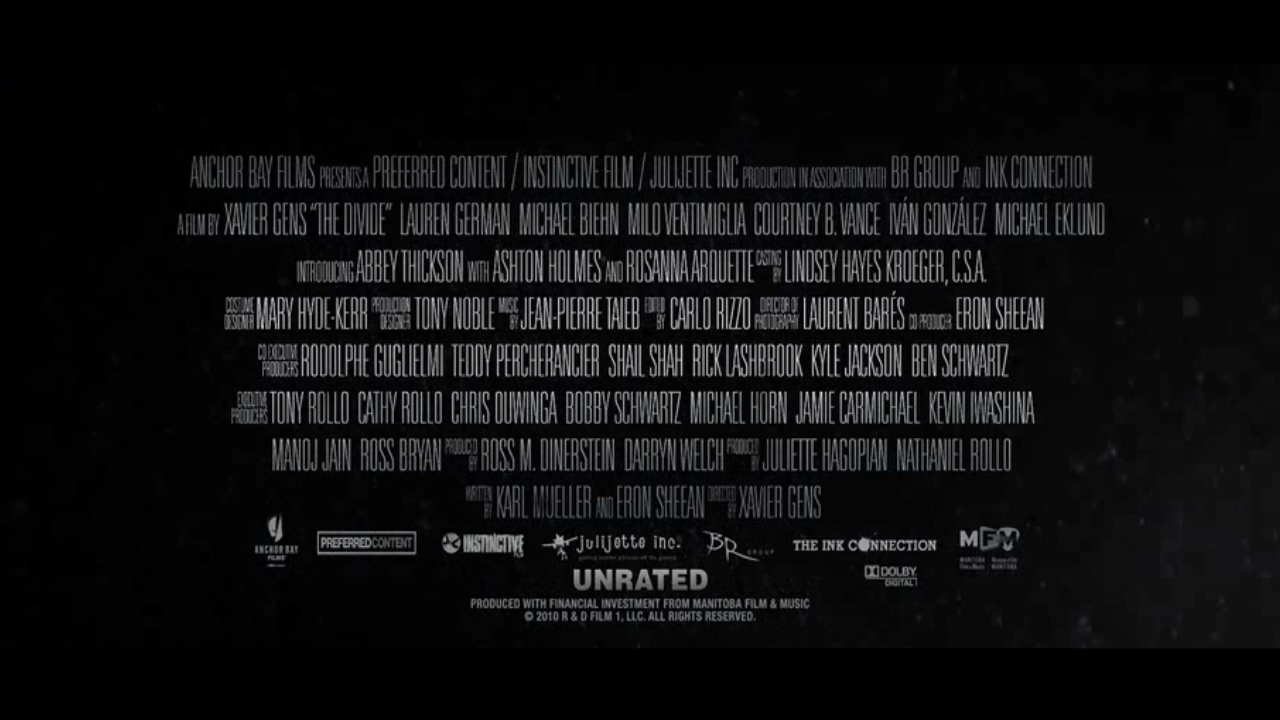 ANCHOR BAY FILMS PRESENTS A PREFERRED CONTENT / INSTINCTIVE FILM / JULIJETTE INC PRODUCTION IN ASSOCIATION WITH BR GROUP AND INK CONNECTION
A FILM BY XAVIER GENS "THE DIVIDE" LAUREN GERMAN MICHAEL BIEHN MILO VENTIMIGLIA COURTNEY B. VANCE IVÁN GONZÁLEZ MICHAEL EKLUND
INTRODUCING ABBEY THICKSON WITH ASHTON HOLMES AND ROSANNA ARQUETTE CASTING BY LINDSEY HAYES KROEGER, C.S.A.
COSTUME DESIGNER MARY HYDE-KERR PRODUCTION DESIGNER TONY NOBLE MUSIC BY JEAN-PIERRE TAIEB EDITED BY CARLO RIZZO DIRECTOR OF PHOTOGRAPHY LAURENT BARÉS CO-PRODUCER ERON SHEEAN
CO EXECUTIVE PRODUCERS RODOLPHE GUGLIELMI TEDDY PERCHERANCIER SHAIL SHAH RICK LASHBROOK KYLE JACKSON BEN SCHWARTZ
EXECUTIVE PRODUCERS TONY ROLLO CATHY ROLLO CHRIS OUWINGA BOBBY SCHWARTZ MICHAEL HORN JAMIE CARMICHAEL KEVIN IWASHINA
MANOJ JAIN ROSS BRYAN PRODUCED BY ROSS M. DINERSTEIN DARRYN WELCH PRODUCED BY JULIETTE HAGOPIAN NATHANIEL ROLLO
WRITTEN BY KARL MUELLER AND ERON SHEEAN DIRECTED BY XAVIER GENS
ANCHOR BAY FILMS PREFERREDCONTENT INSTINCTIVE FILM julijette inc. BR GROUP THE INK CONNECTION MFM
DOLBY DIGITAL
UNRATED
PRODUCED WITH FINANCIAL INVESTMENT FROM MANITOBA FILM & MUSIC
© 2010 R & D FILM 1, LLC. ALL RIGHTS RESERVED.